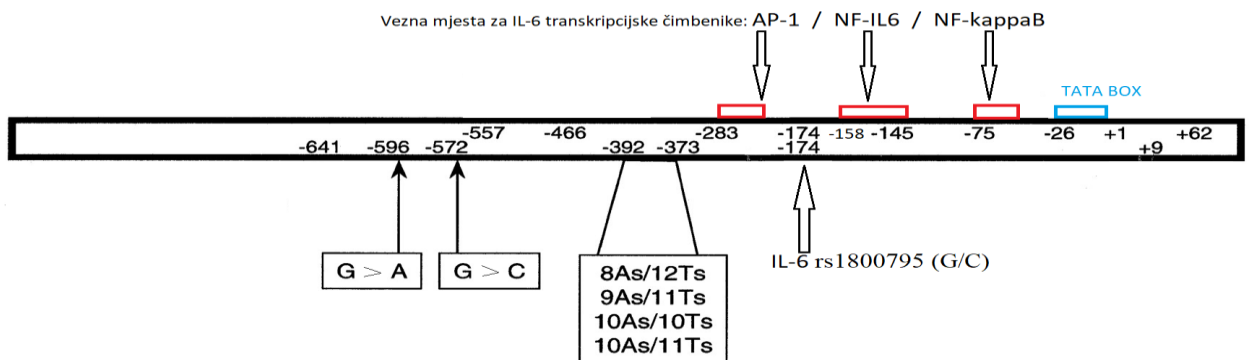 Vezna mjesta za IL-6 transkripcijske čimbenike: AP-1 / NF-IL6 / NF-kappaB
TATA BOX
-557 -466 -283 -174 -158 -145 -75 -26 +1 +62
-641 -596 -572 -392 -373 -174 +9
G > A
G > C
8As/12Ts
9As/11Ts
10As/10Ts
10As/11Ts
IL-6 rs1800795 (G/C)